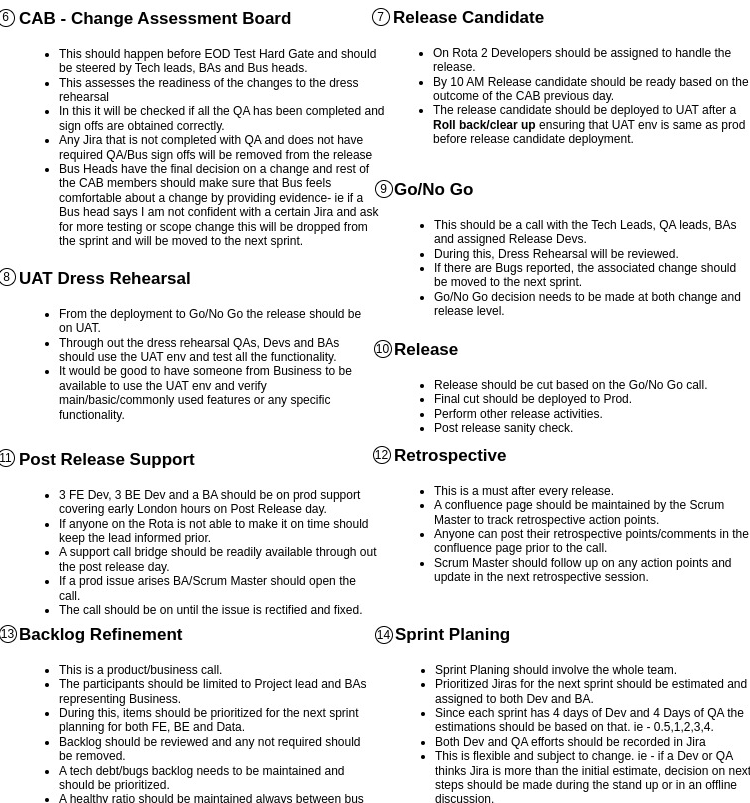 6 CAB - Change Assessment Board
This should happen before EOD Test Hard Gate and should
be steered by Tech leads, BAs and Bus heads.
This assesses the readiness of the changes to the dress
rehearsal
In this it will be checked if all the QA has been completed and
sign offs are obtained correctly.
Any Jira that is not completed with QA and does not have
required QA/Bus sign offs will be removed from the release
Bus Heads have the final decision on a change and rest of
the CAB members should make sure that Bus feels
comfortable about a change by providing evidence- ie if a
Bus head says I am not confident with a certain Jira and ask
for more testing or scope change this will be dropped from
the sprint and will be moved to the next sprint.
7 Release Candidate
On Rota 2 Developers should be assigned to handle the
release.
By 10 AM Release candidate should be ready based on the
outcome of the CAB previous day.
The release candidate should be deployed to UAT after a
Roll back/clear up ensuring that UAT env is same as prod
before release candidate deployment.
8 UAT Dress Rehearsal
From the deployment to Go/No Go the release should be
on UAT.
Through out the dress rehearsal QAs, Devs and BAs
should use the UAT env and test all the functionality.
It would be good to have someone from Business to be
available to use the UAT env and verify
main/basic/commonly used features or any specific
functionality.
9 Go/No Go
This should be a call with the Tech Leads, QA leads, BAs
and assigned Release Devs.
During this, Dress Rehearsal will be reviewed.
If there are Bugs reported, the associated change should
be moved to the next sprint.
Go/No Go decision needs to be made at both change and
release level.
10 Release
Release should be cut based on the Go/No Go call.
Final cut should be deployed to Prod.
Perform other release activities.
Post release sanity check.
11 Post Release Support
3 FE Dev, 3 BE Dev and a BA should be on prod support
covering early London hours on Post Release day.
If anyone on the Rota is not able to make it on time should
keep the lead informed prior.
A support call bridge should be readily available through out
the post release day.
If a prod issue arises BA/Scrum Master should open the
call.
The call should be on until the issue is rectified and fixed.
12 Retrospective
This is a must after every release.
A confluence page should be maintained by the Scrum
Master to track retrospective action points.
Anyone can post their retrospective points/comments in the
confluence page prior to the call.
Scrum Master should follow up on any action points and
update in the next retrospective session.
13 Backlog Refinement
This is a product/business call.
The participants should be limited to Project lead and BAs
representing Business.
During this, items should be prioritized for the next sprint
planning for both FE, BE and Data.
Backlog should be reviewed and any not required should
be removed.
A tech debt/bugs backlog needs to be maintained and
should be prioritized.
A healthy ratio should be maintained always between bus
14 Sprint Planing
Sprint Planing should involve the whole team.
Prioritized Jiras for the next sprint should be estimated and
assigned to both Dev and BA.
Since each sprint has 4 days of Dev and 4 Days of QA the
estimations should be based on that. ie - 0.5,1,2,3,4.
Both Dev and QA efforts should be recorded in Jira
This is flexible and subject to change. ie - if a Dev or QA
thinks Jira is more than the initial estimate, decision on next
steps should be made during the stand up or in an offline
discussion.